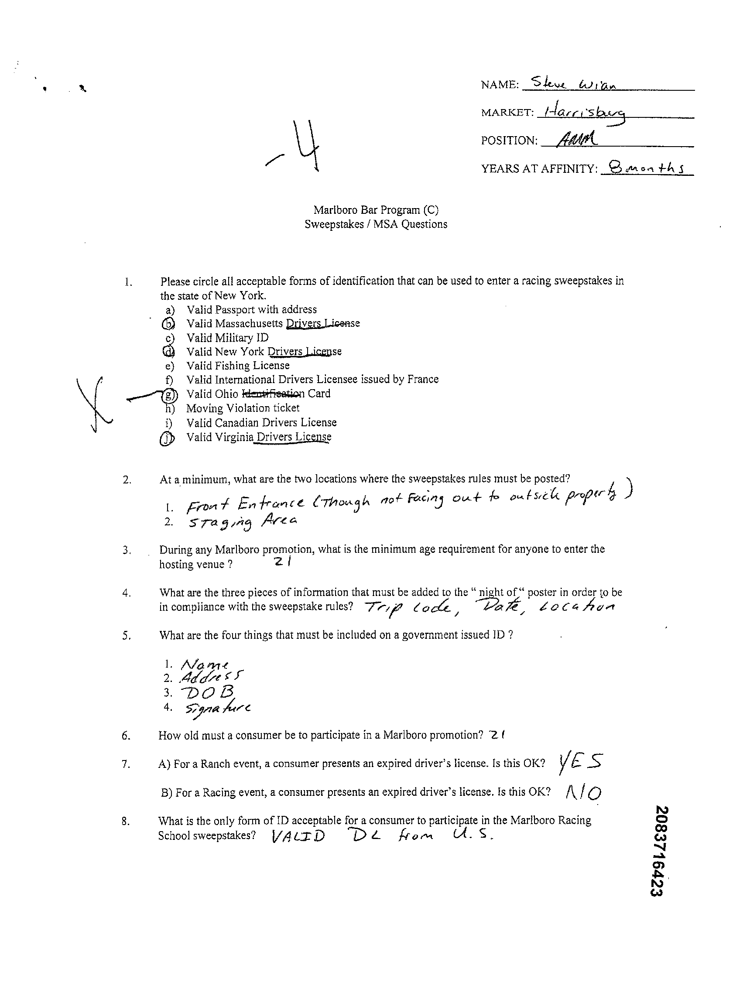 NAME: Steve Wian
MARKET: Harrisburg
POSITION: AMM
YEARS AT AFFINITY: 8 months
-4
Marlboro Bar Program (C)
Sweepstakes / MSA Questions
1. Please circle all acceptable forms of identification that can be used to enter a racing sweepstakes in
the state of New York.
a) Valid Passport with address
b) Valid Massachusetts Drivers License
c) Valid Military ID
d) Valid New York Drivers License
e) Valid Fishing License
f) Valid International Drivers Licensee issued by France
g) Valid Ohio Identification Card
h) Moving Violation ticket
i) Valid Canadian Drivers License
j) Valid Virginia Drivers License
2. At a minimum, what are the two locations where the sweepstakes rules must be posted?
1. Front Entrance (Though not Facing out to outside property)
2. Staging Area
3. During any Marlboro promotion, what is the minimum age requirement for anyone to enter the
hosting venue ? 21
4. What are the three pieces of information that must be added to the " night of " poster in order to be
in compliance with the sweepstake rules? Trip Code, Date, Location
5. What are the four things that must be included on a government issued ID ?
1. Name
2. Address
3. DOB
4. Signature
6. How old must a consumer be to participate in a Marlboro promotion? 21
7. A) For a Ranch event, a consumer presents an expired driver's license. Is this OK? YES
B) For a Racing event, a consumer presents an expired driver's license. Is this OK? NO
8. What is the only form of ID acceptable for a consumer to participate in the Marlboro Racing
School sweepstakes? VALID DL from U.S.
2083716423